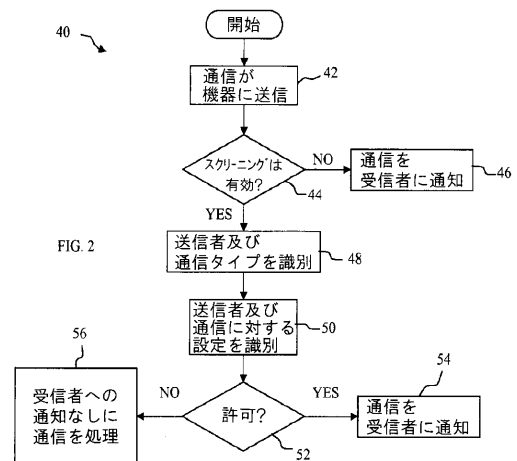 40
開始
通信が
機器に送信
42
スクリーニングは
有効?
44
NO
通信を
受信者に通知
46
YES
FIG. 2
送信者及び
通信タイプを識別
48
送信者及び
通信に対する
設定を識別
50
56
受信者への
通知なしに
通信を処理
NO
許可?
52
YES
54
通信を
受信者に通知